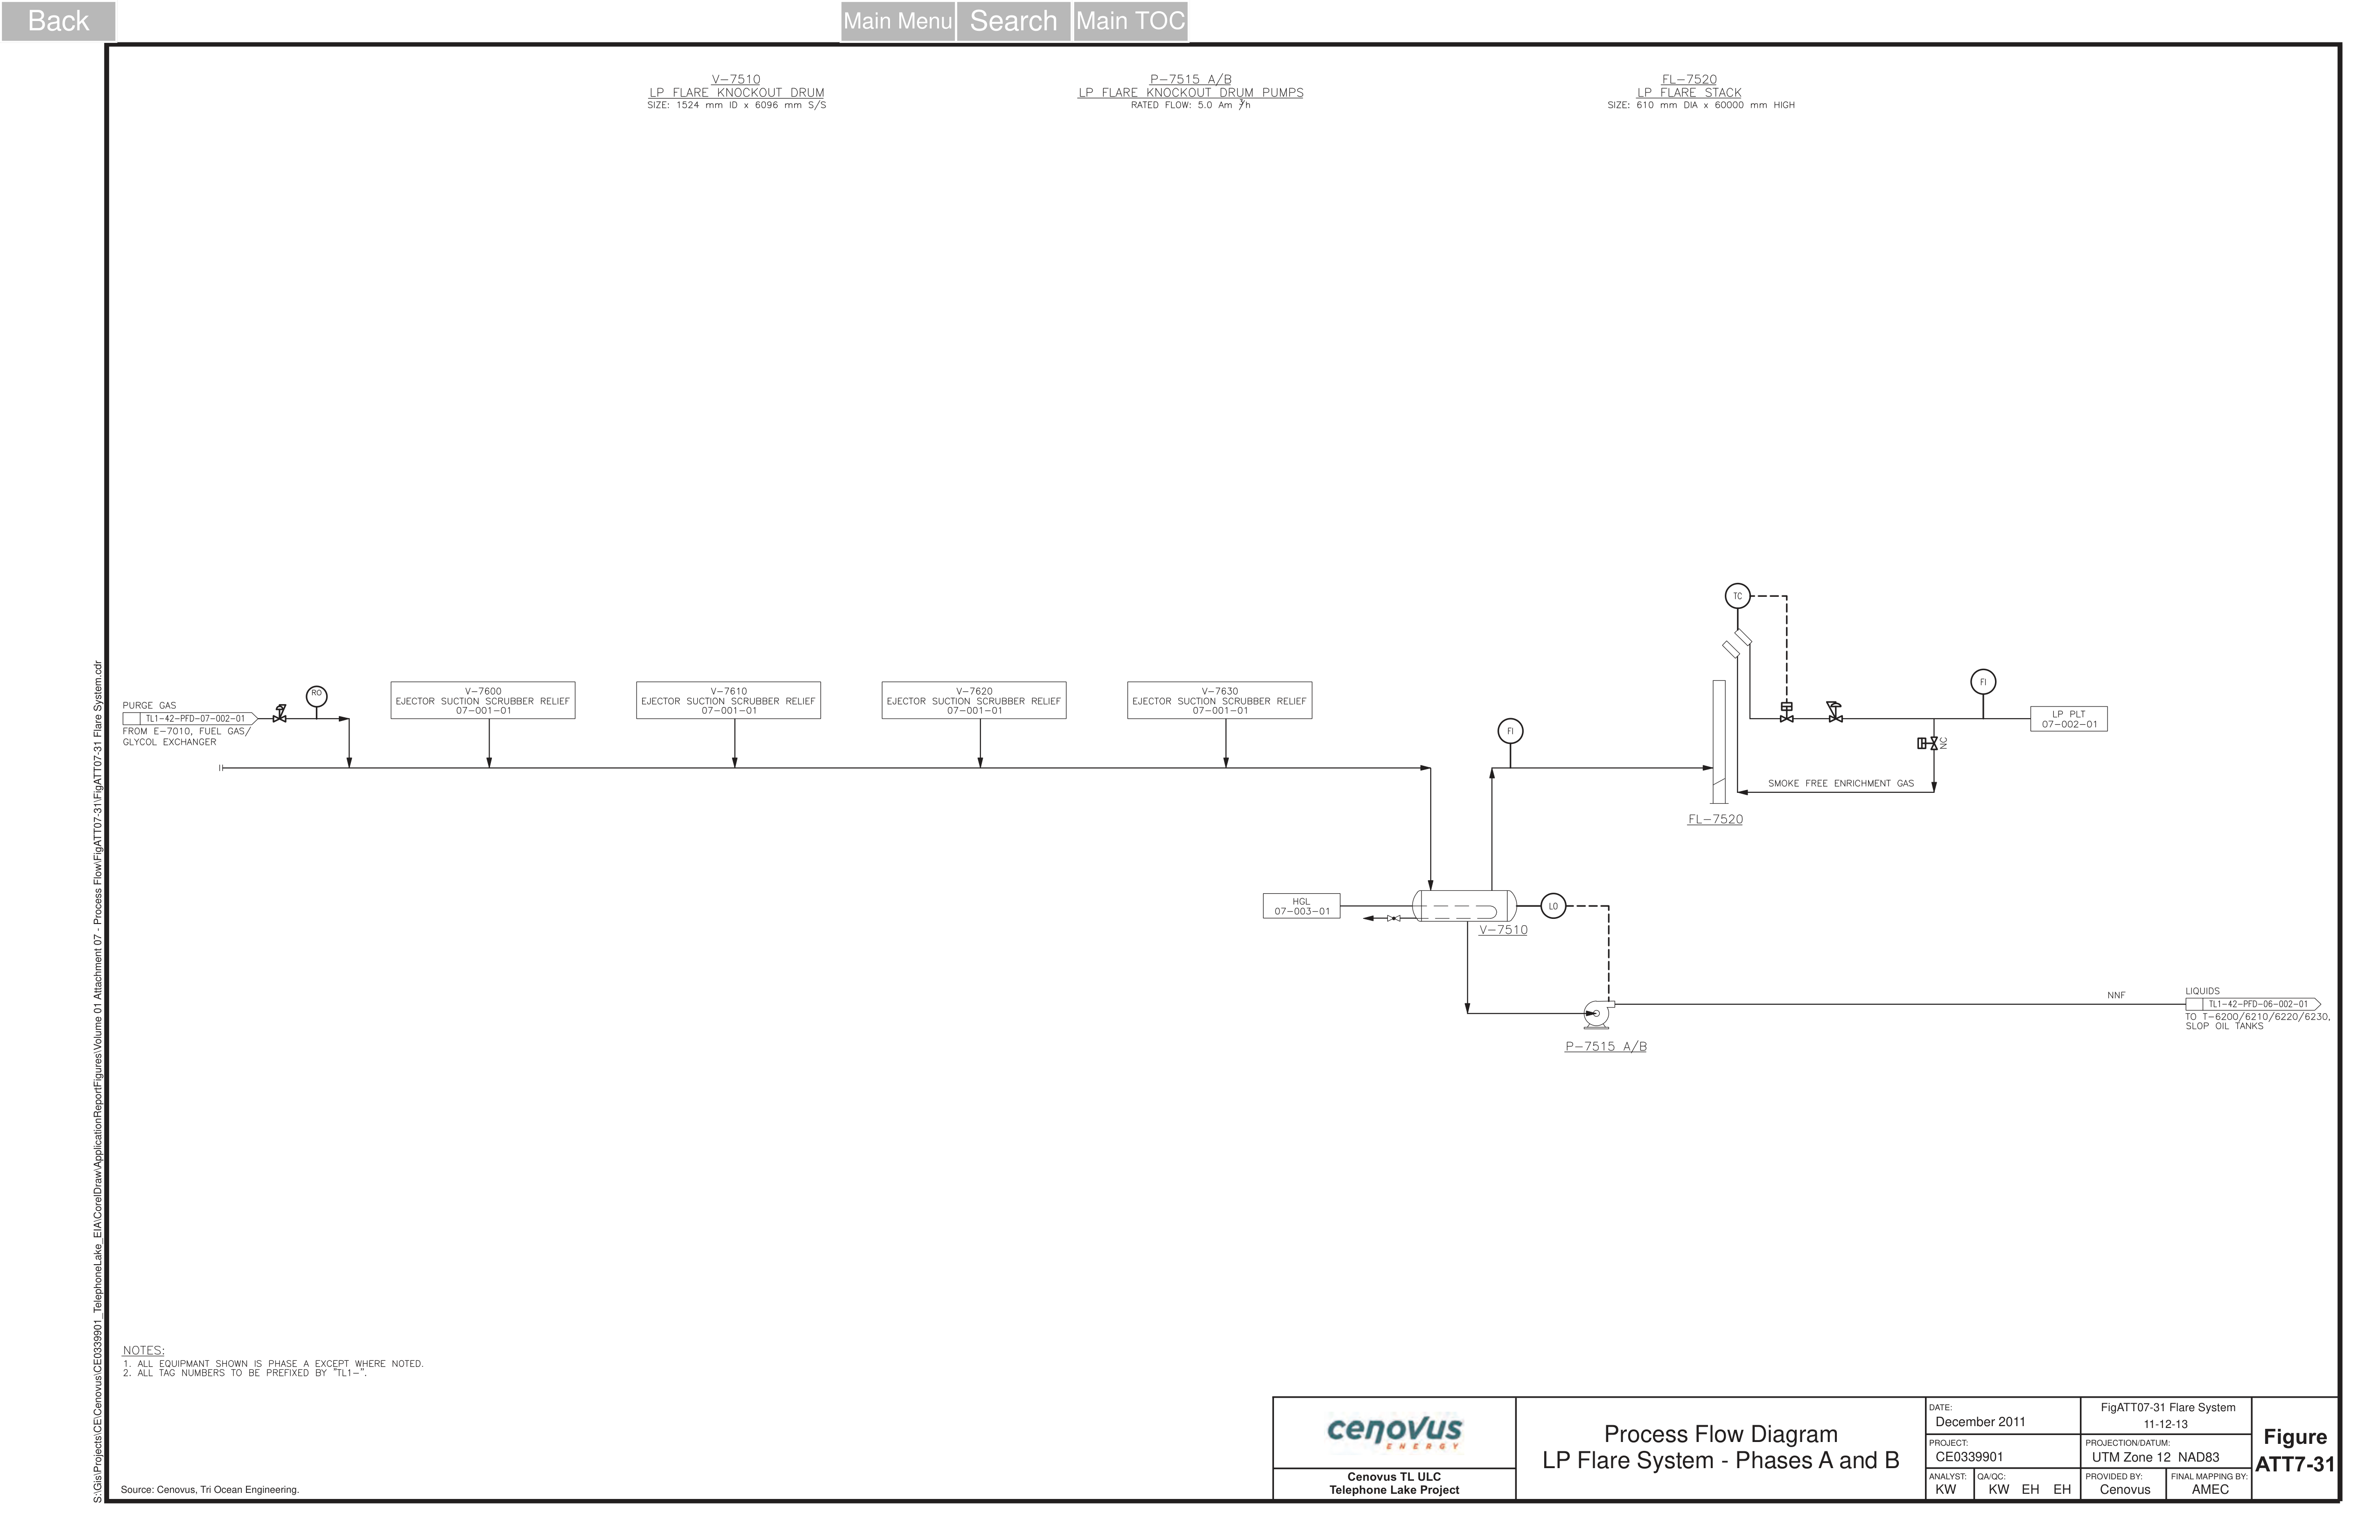 Back
Main Menu
Search
Main TOC
V-7510
LP FLARE KNOCKOUT DRUM
SIZE: 1524 mm ID x 6096 mm S/S
P-7515 A/B
LP FLARE KNOCKOUT DRUM PUMPS
RATED FLOW: 5.0 Am 3/h
FL-7520
LP FLARE STACK
SIZE: 610 mm DIA x 60000 mm HIGH
TC
PURGE GAS
TL1-42-PFD-07-002-01
FROM E-7010, FUEL GAS/
GLYCOL EXCHANGER
RO
V-7600
EJECTOR SUCTION SCRUBBER RELIEF
07-001-01
V-7610
EJECTOR SUCTION SCRUBBER RELIEF
07-001-01
V-7620
EJECTOR SUCTION SCRUBBER RELIEF
07-001-01
V-7630
EJECTOR SUCTION SCRUBBER RELIEF
07-001-01
FI
FI
LP PLT
07-002-01
NC
SMOKE FREE ENRICHMENT GAS
FL-7520
HGL
07-003-01
LO
V-7510
P-7515 A/B
NNF
LIQUIDS
TL1-42-PFD-06-002-01
TO T-6200/6210/6220/6230,
SLOP OIL TANKS
S:\Gis\Projects\CE\Cenovus\CE0339901_TelephoneLake_EIA\CorelDraw\ApplicationReportFigures\Volume 01 Attachment 07 - Process Flow\FigATT07-31\FigATT07-31 Flare System.cdr
NOTES:
1. ALL EQUIPMANT SHOWN IS PHASE A EXCEPT WHERE NOTED.
2. ALL TAG NUMBERS TO BE PREFIXED BY "TL1-".
Source: Cenovus, Tri Ocean Engineering.
cenovus
ENERGY
Cenovus TL ULC
Telephone Lake Project
Process Flow Diagram
LP Flare System - Phases A and B
DATE:
December 2011
FigATT07-31 Flare System
11-12-13
PROJECT:
CE0339901
PROJECTION/DATUM:
UTM Zone 12 NAD83
ANALYST:
KW
QA/QC:
KW EH EH
PROVIDED BY:
Cenovus
FINAL MAPPING BY:
AMEC
Figure
ATT7-31